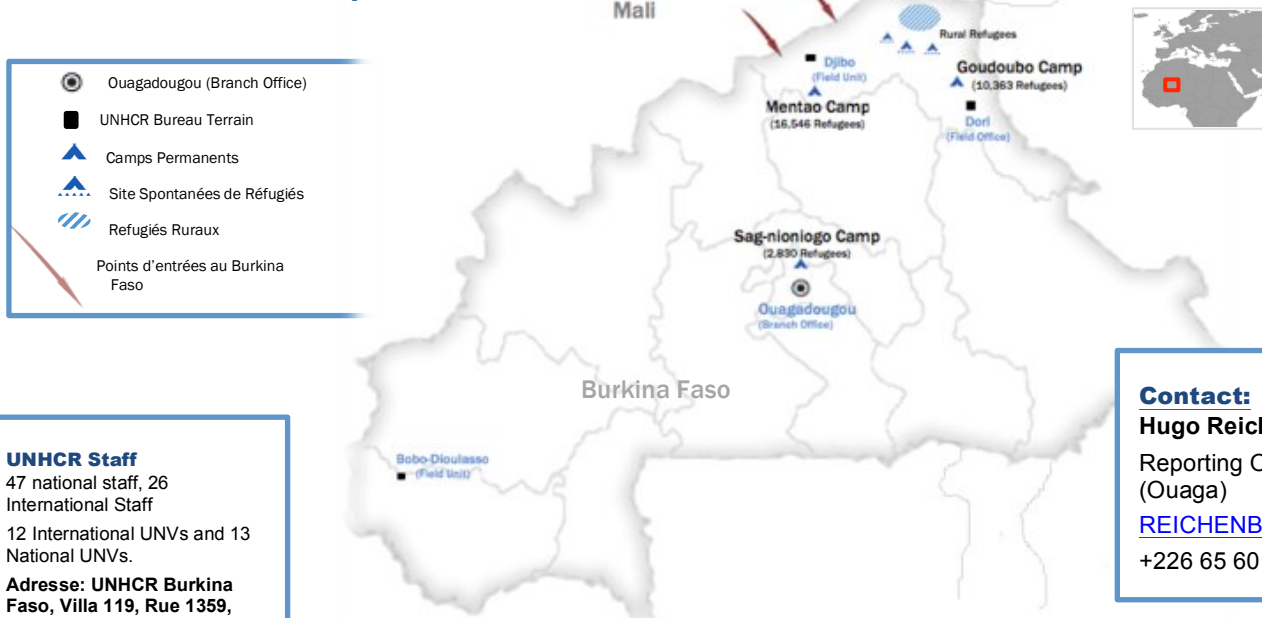 Mali
Rural Refugees
Djibo
(Field Unit)
Goudoubo Camp
(10,363 Refugees)
Mentao Camp
(16,546 Refugees)
Dori
(Field Office)
Ouagadougou (Branch Office)
UNHCR Bureau Terrain
Camps Permanents
Site Spontanées de Réfugiés
Refugiés Ruraux
Points d’entrées au Burkina
Faso
Sag-nioniogo Camp
(2,830 Refugees)
Ouagadougou
(Branch Office)
Burkina Faso
Bobo-Dioulasso
(Field Unit)
UNHCR Staff
47 national staff, 26
International Staff
12 International UNVs and 13
National UNVs.
Adresse: UNHCR Burkina
Faso, Villa 119, Rue 1359,
Contact:
Hugo Reich
Reporting
(Ouaga)
REICHENB
+226 65 60